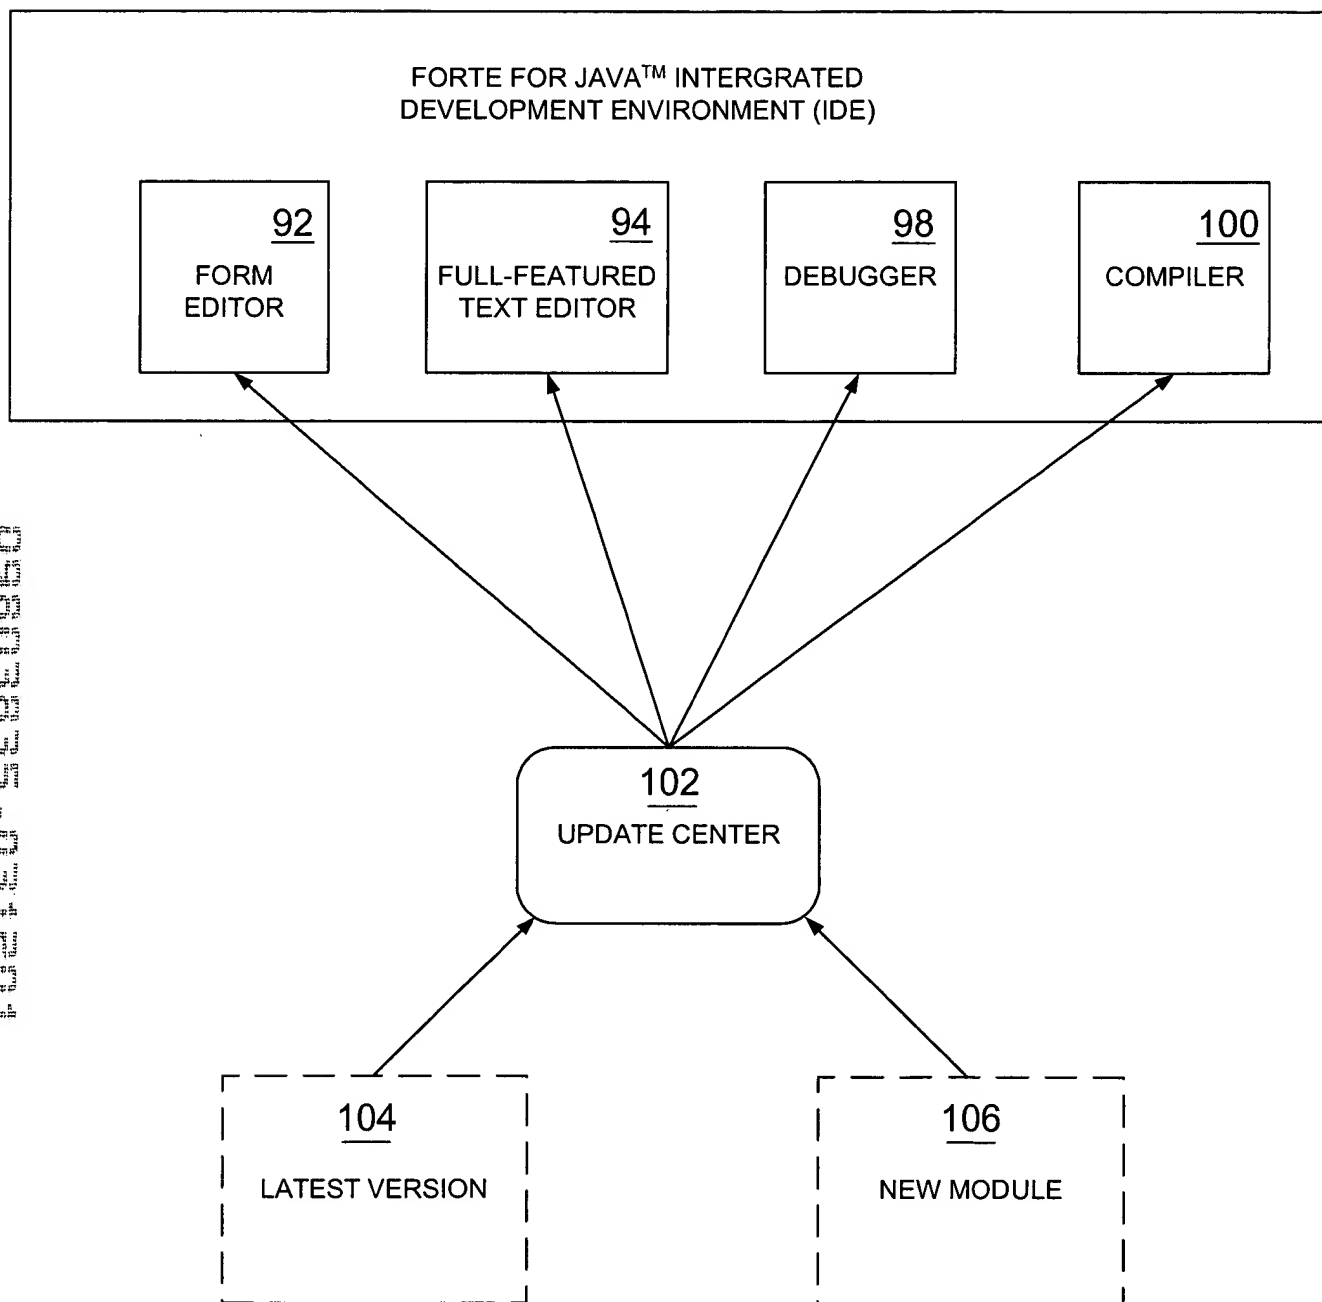 FORTE FOR JAVA™ INTERGRATED
DEVELOPMENT ENVIRONMENT (IDE)
92
FORM
EDITOR
94
FULL-FEATURED
TEXT EDITOR
98
DEBUGGER
100
COMPILER
102
UPDATE CENTER
104
LATEST VERSION
106
NEW MODULE